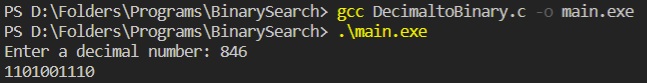 PS D:\Folders\Programs\BinarySearch> gcc DecimaltoBinary.c -o main.exe
PS D:\Folders\Programs\BinarySearch> .\main.exe
Enter a decimal number: 846
1101001110